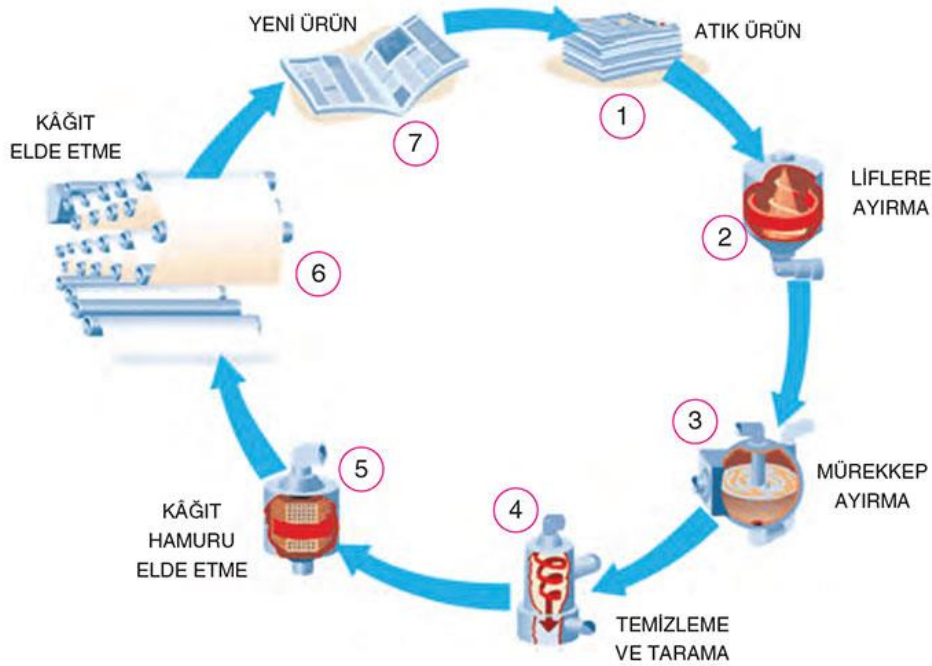 YENİ ÜRÜN
ATIK ÜRÜN
1
7
KÂĞIT
ELDE ETME
LİFLERE
AYIRMA
2
6
3
MÜREKKEP
AYIRMA
5
4
KÂĞIT
HAMURU
ELDE ETME
TEMİZLEME
VE TARAMA